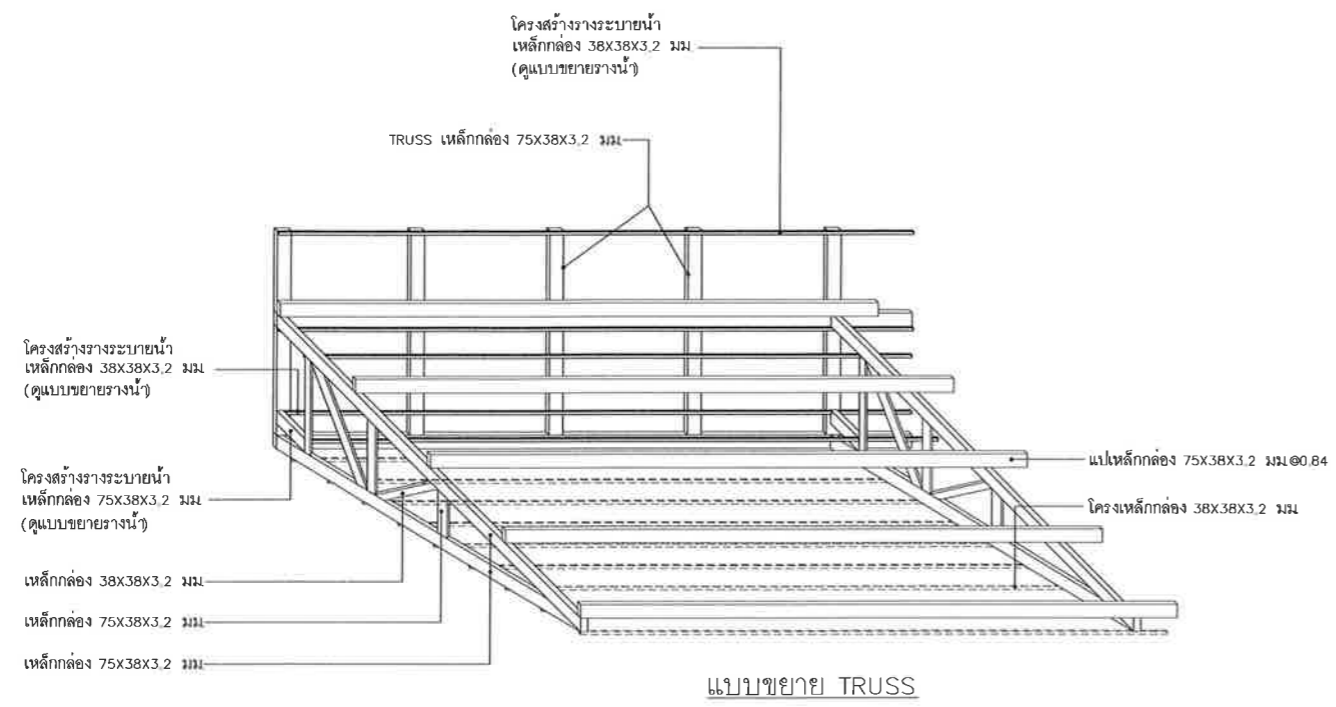 โครงสร้างรางระบายน้ำ
เหล็กกล่อง 38X38X3.2 มม.
(ดูแบบขยายรางน้ำ)
TRUSS เหล็กกล่อง 75X38X3.2 มม.
โครงสร้างรางระบายน้ำ
เหล็กกล่อง 38X38X3.2 มม.
(ดูแบบขยายรางน้ำ)
แปเหล็กกล่อง 75X38X3.2 มม.@0.84
โครงสร้างรางระบายน้ำ
เหล็กกล่อง 75X38X3.2 มม.
(ดูแบบขยายรางน้ำ)
โครงเหล็กกล่อง 38X38X3.2 มม.
เหล็กกล่อง 38X38X3.2 มม.
เหล็กกล่อง 75X38X3.2 มม.
เหล็กกล่อง 75X38X3.2 มม.
แบบขยาย TRUSS